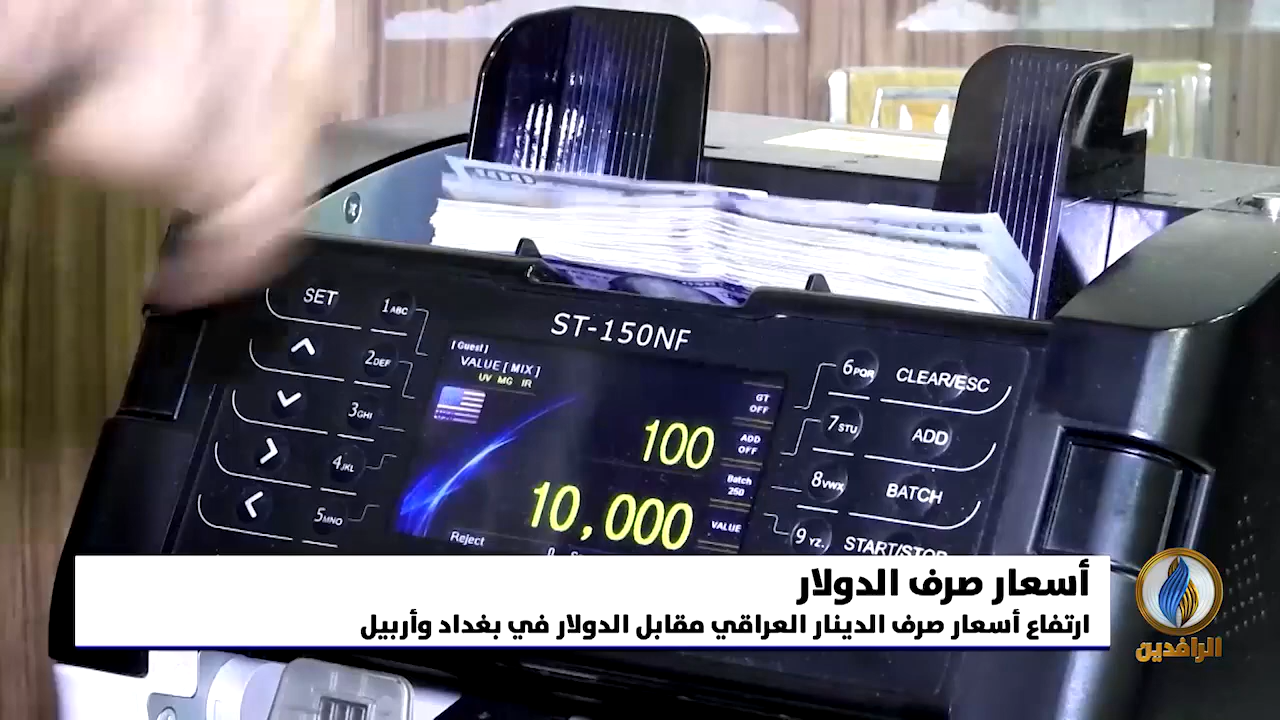 100
ST-150NF
SET
1ABC
2DEF
3GHI
4JKL
5MNO
[Guest]
VALUE [ MIX ]
UV MG IR
GT
OFF
100
ADD
OFF
Batch
250
10,000
VALUE
Reject
0
6PQR
CLEAR/ESC
7STU
ADD
8VWX
BATCH
9YZ.
START/STOP
أسعار صرف الدولار
ارتفاع أسعار صرف الدينار العراقي مقابل الدولار في بغداد وأربيل
الرافدين